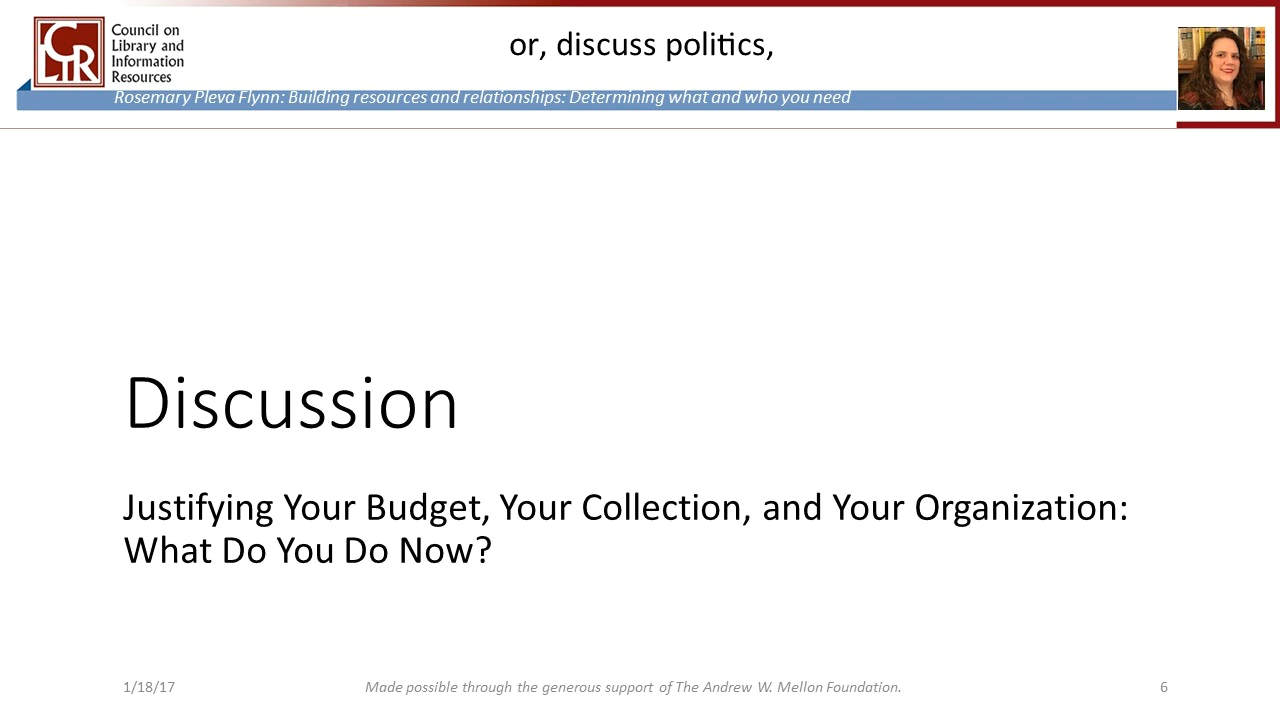 CLIR
Council on
Library and
Information
Resources
or, discuss politics,
Rosemary Pleva Flynn: Building resources and relationships: Determining what and who you need
Discussion
Justifying Your Budget, Your Collection, and Your Organization:
What Do You Do Now?
1/18/17
Made possible through the generous support of The Andrew W. Mellon Foundation.
6